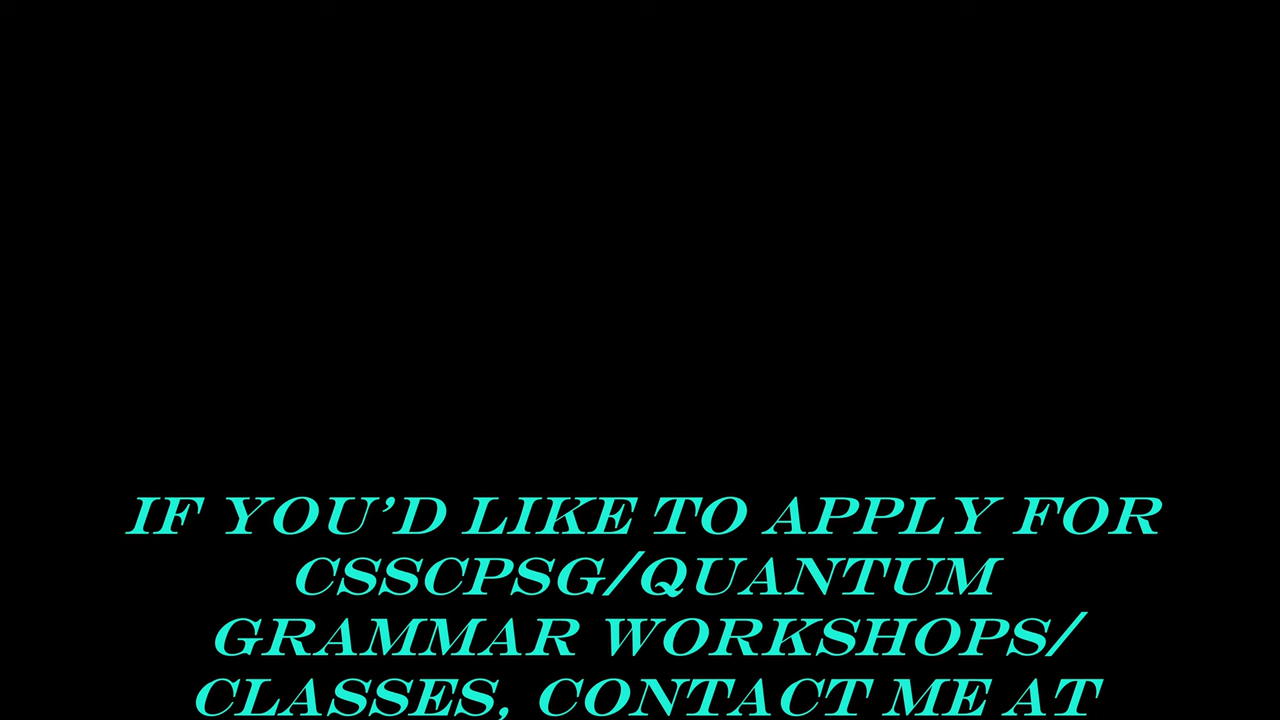 IF YOU’D LIKE TO APPLY FOR
CSSCPSG/QUANTUM
GRAMMAR WORKSHOPS/
CLASSES, CONTACT ME AT